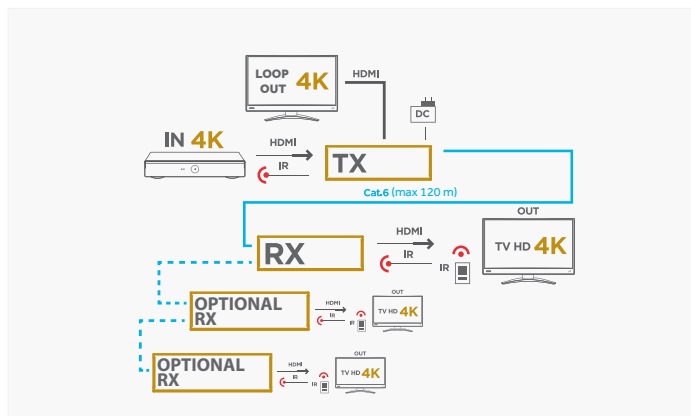 LOOP
OUT 4K
HDMI
DC
IN 4K
HDMI
IR
TX
Cat.6 (max 120 m)
OUT
RX
HDMI
IR
IR
TV HD 4K
OPTIONAL
RX
HDMI
IR
IR
OUT
TV HD 4K
OPTIONAL
RX
HDMI
IR
IR
OUT
TV HD 4K